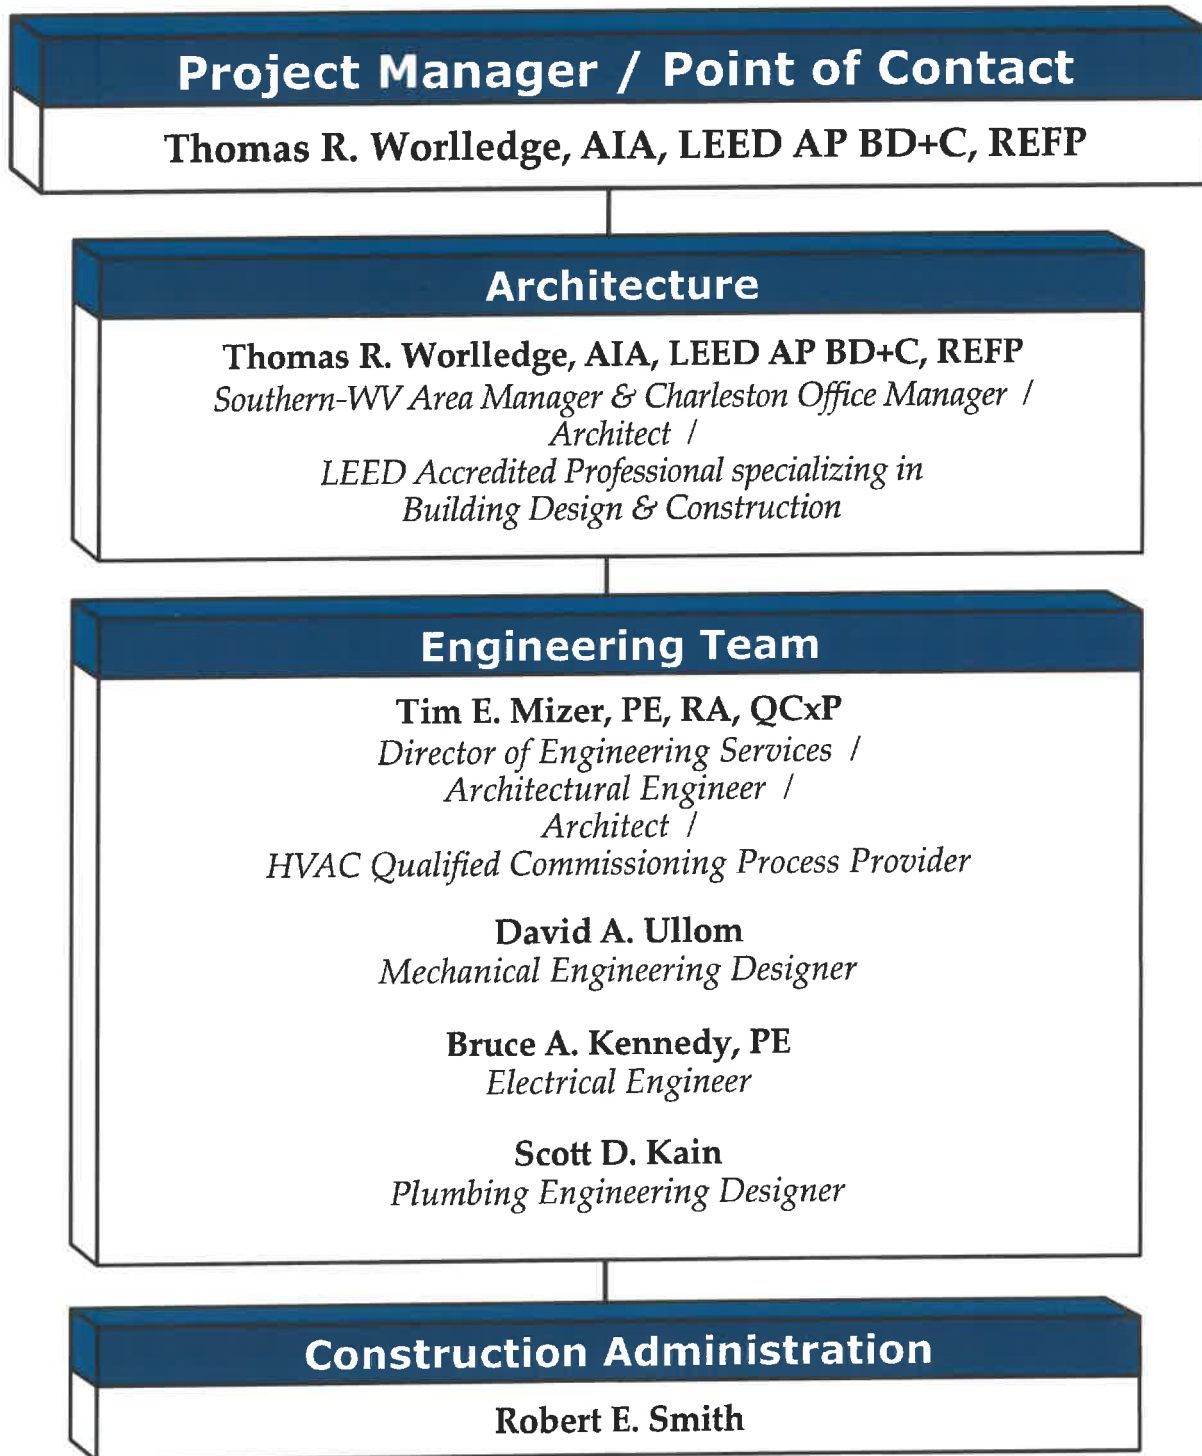 Project Manager / Point of Contact
Thomas R. Worlledge, AIA, LEED AP BD+C, REFP
Architecture
Thomas R. Worlledge, AIA, LEED AP BD+C, REFP
Southern-WV Area Manager & Charleston Office Manager /
Architect /
LEED Accredited Professional specializing in
Building Design & Construction
Engineering Team
Tim E. Mizer, PE, RA, QCxP
Director of Engineering Services /
Architectural Engineer /
Architect /
HVAC Qualified Commissioning Process Provider
David A. Ullom
Mechanical Engineering Designer
Bruce A. Kennedy, PE
Electrical Engineer
Scott D. Kain
Plumbing Engineering Designer
Construction Administration
Robert E. Smith